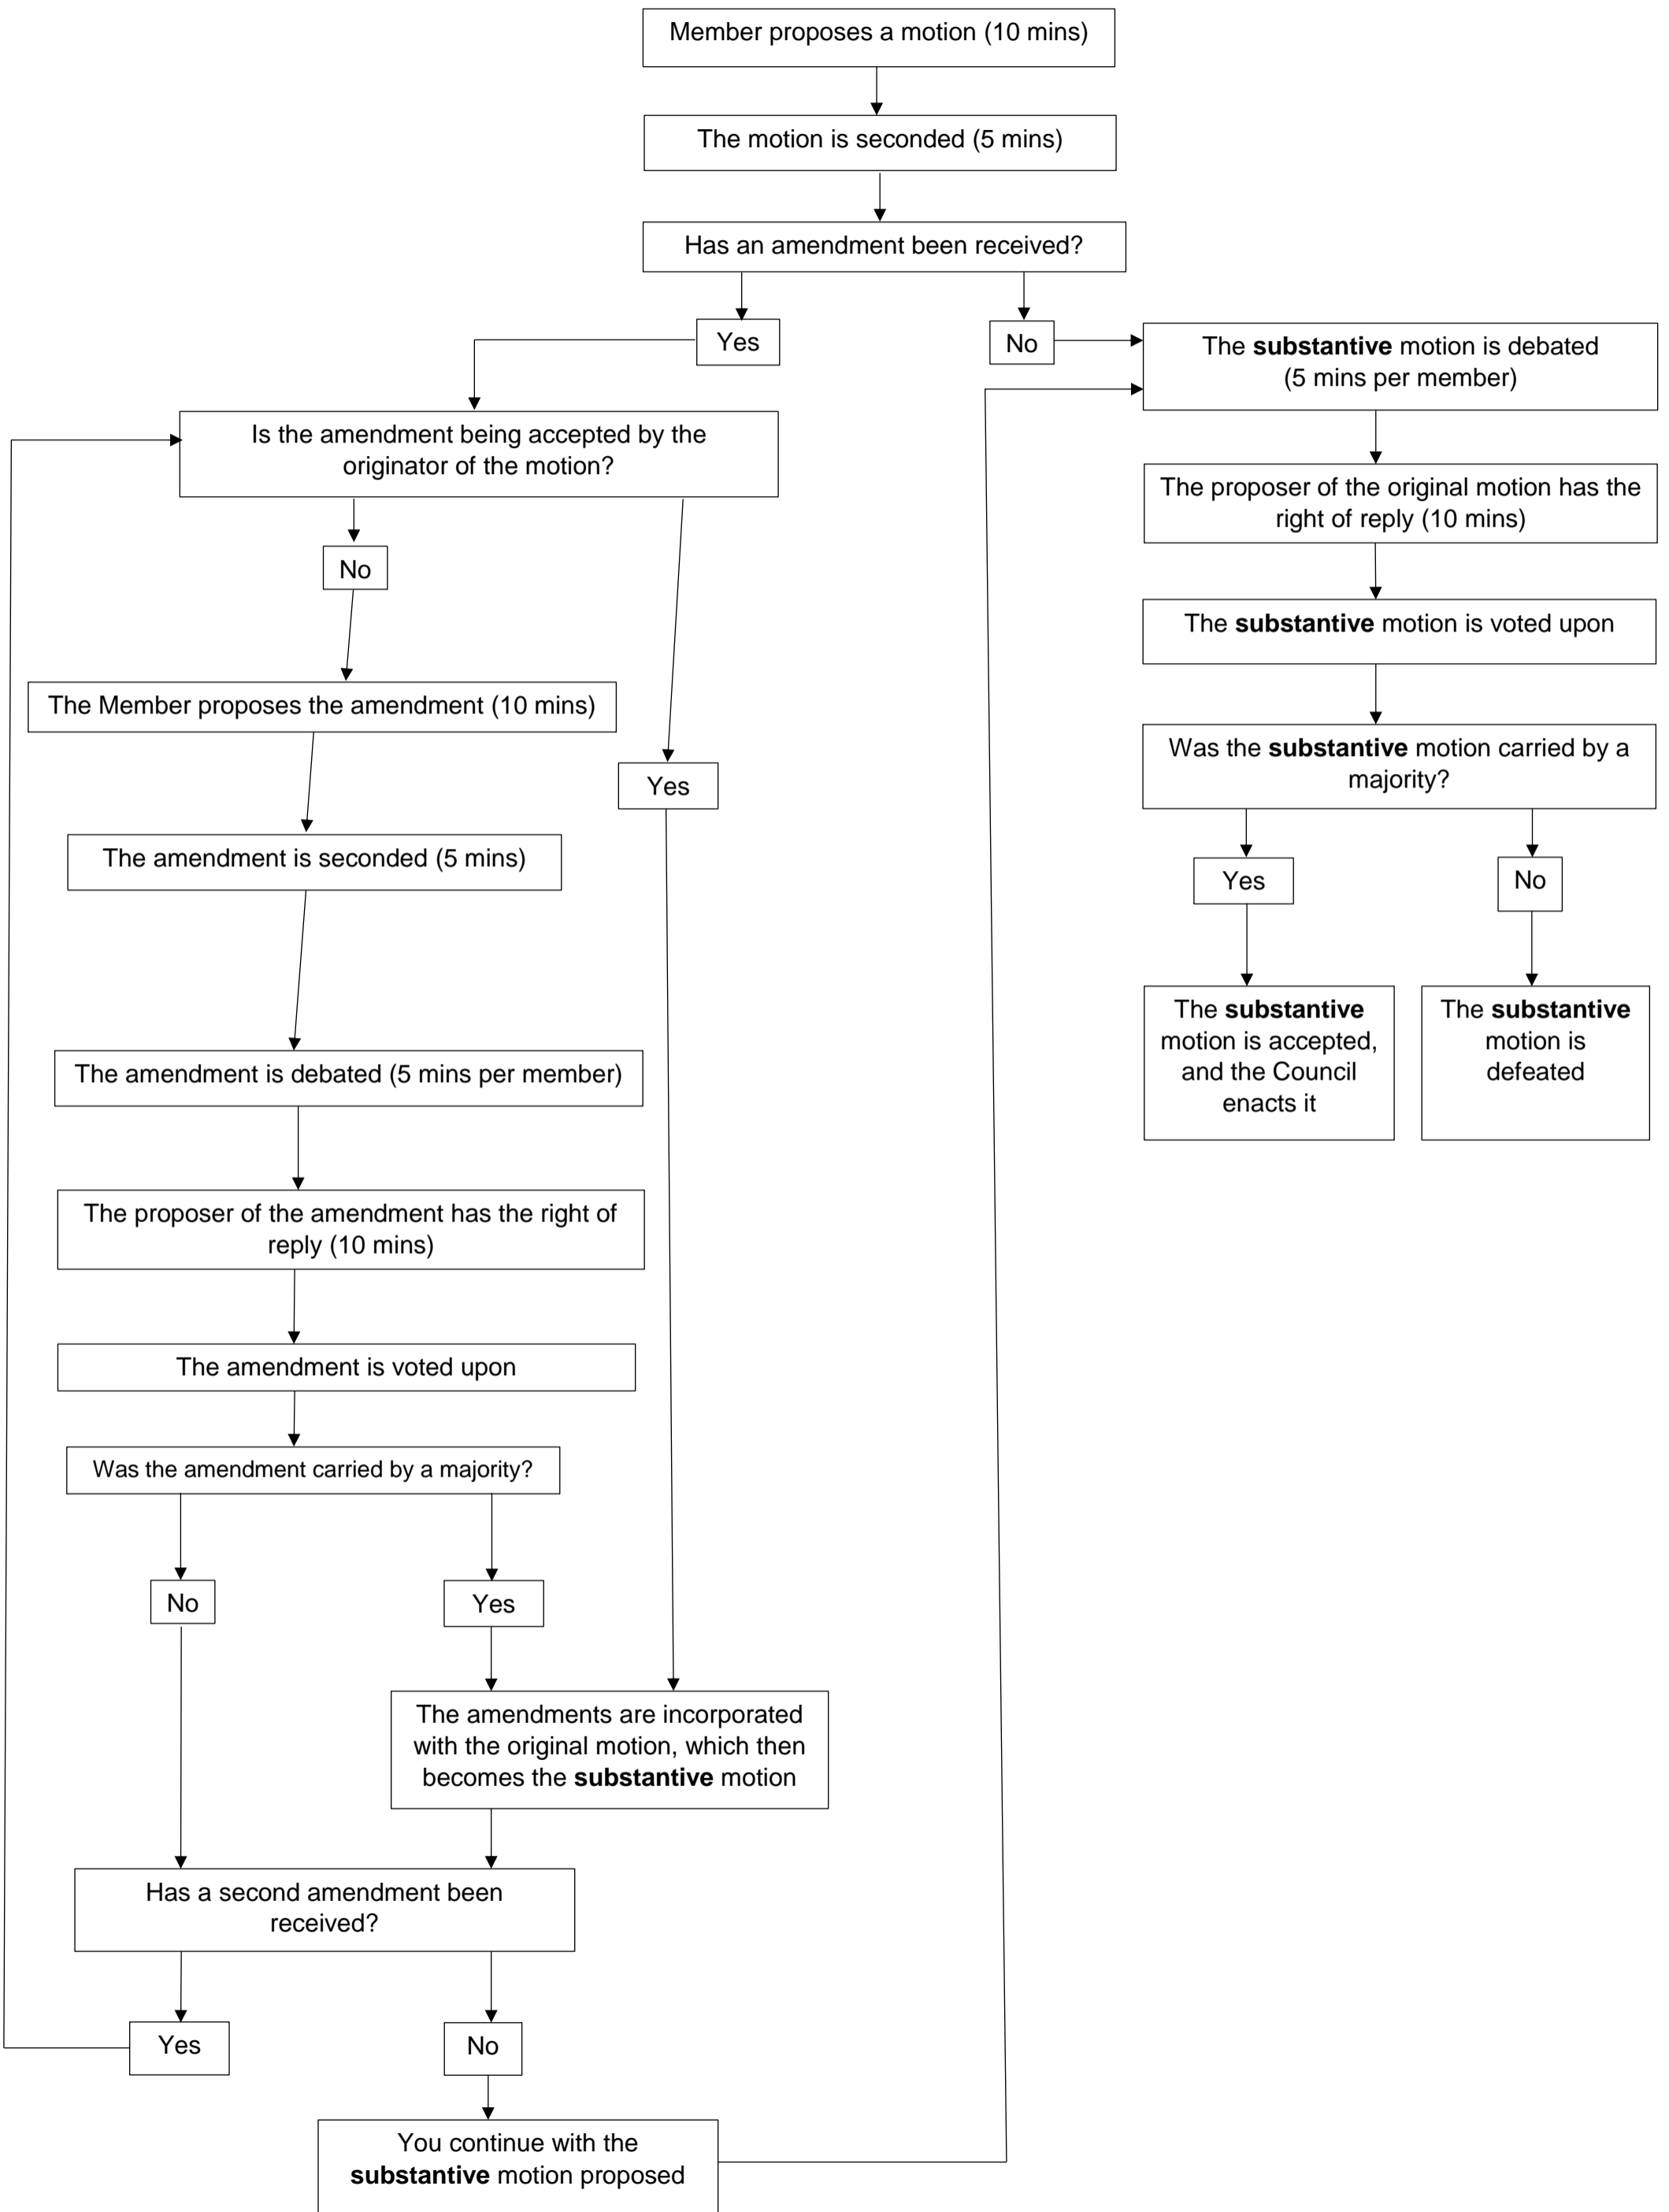 Member proposes a motion (10 mins)
The motion is seconded (5 mins)
Has an amendment been received?
Yes
No
The substantive motion is debated
(5 mins per member)
Is the amendment being accepted by the
originator of the motion?
The proposer of the original motion has the
right of reply (10 mins)
No
The substantive motion is voted upon
The Member proposes the amendment (10 mins)
Yes
Was the substantive motion carried by a
majority?
The amendment is seconded (5 mins)
Yes
No
The substantive
motion is accepted,
and the Council
enacts it
The substantive
motion is
defeated
The amendment is debated (5 mins per member)
The proposer of the amendment has the right of
reply (10 mins)
The amendment is voted upon
Was the amendment carried by a majority?
No
Yes
The amendments are incorporated
with the original motion, which then
becomes the substantive motion
Has a second amendment been
received?
Yes
No
You continue with the
substantive motion proposed